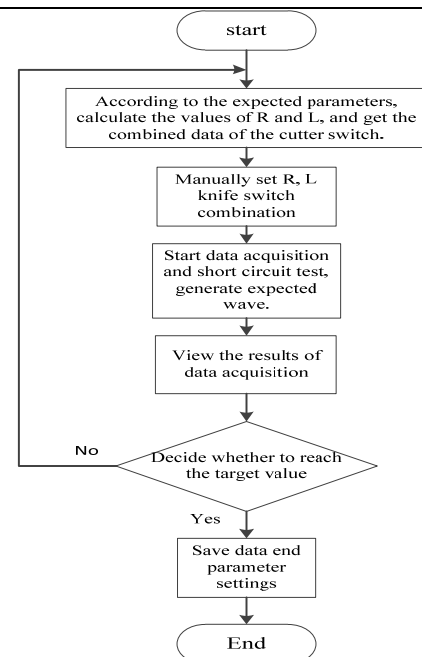 start
According to the expected parameters,
calculate the values of R and L, and get the
combined data of the cutter switch.
Manually set R, L
knife switch
combination
Start data acquisition
and short circuit test,
generate expected
wave.
View the results of
data acquisition
Decide whether to reach
the target value
No
Yes
Save data end
parameter
settings
End